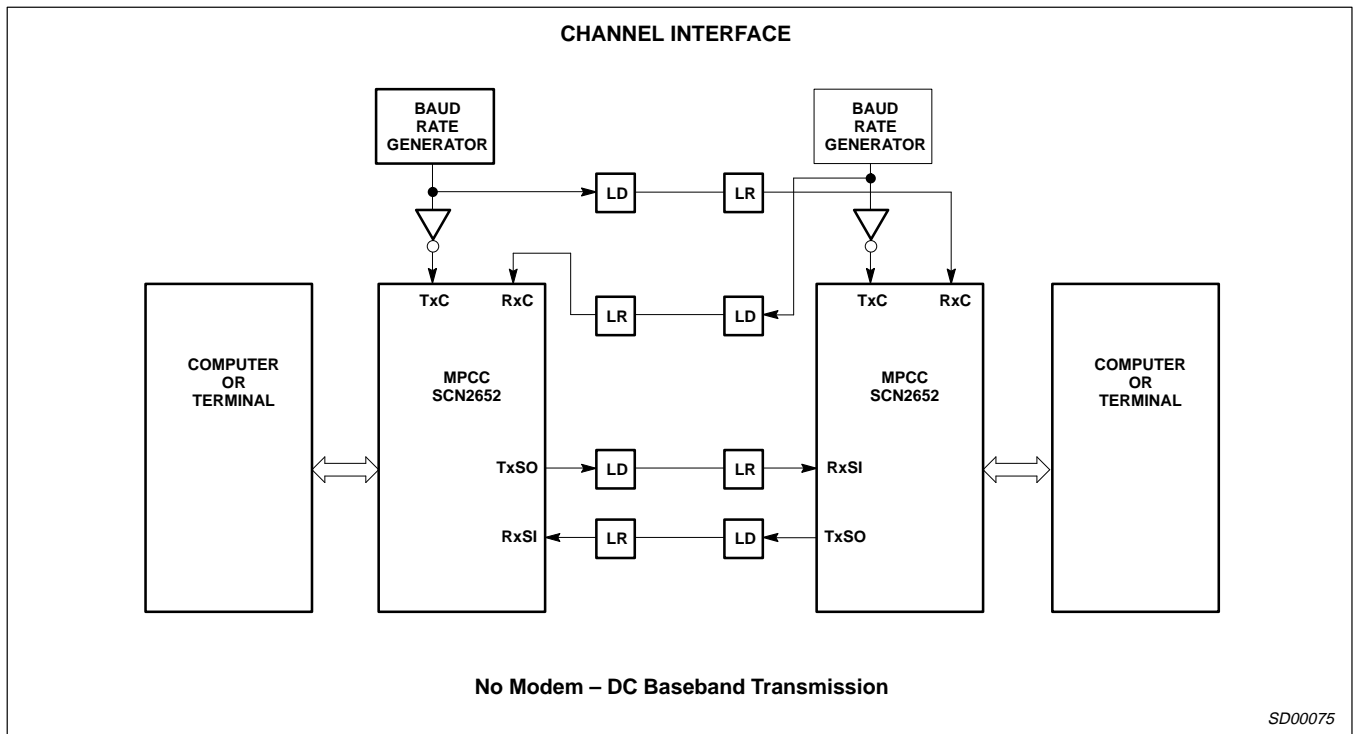 CHANNEL INTERFACE
BAUD
RATE
GENERATOR
BAUD
RATE
GENERATOR
LD
LR
TxC
RxC
LR
LD
TxC
RxC
COMPUTER
OR
TERMINAL
MPCC
SCN2652
MPCC
SCN2652
COMPUTER
OR
TERMINAL
TxSO
LD
LR
RxSI
RxSI
LR
LD
TxSO
No Modem – DC Baseband Transmission
SD00075